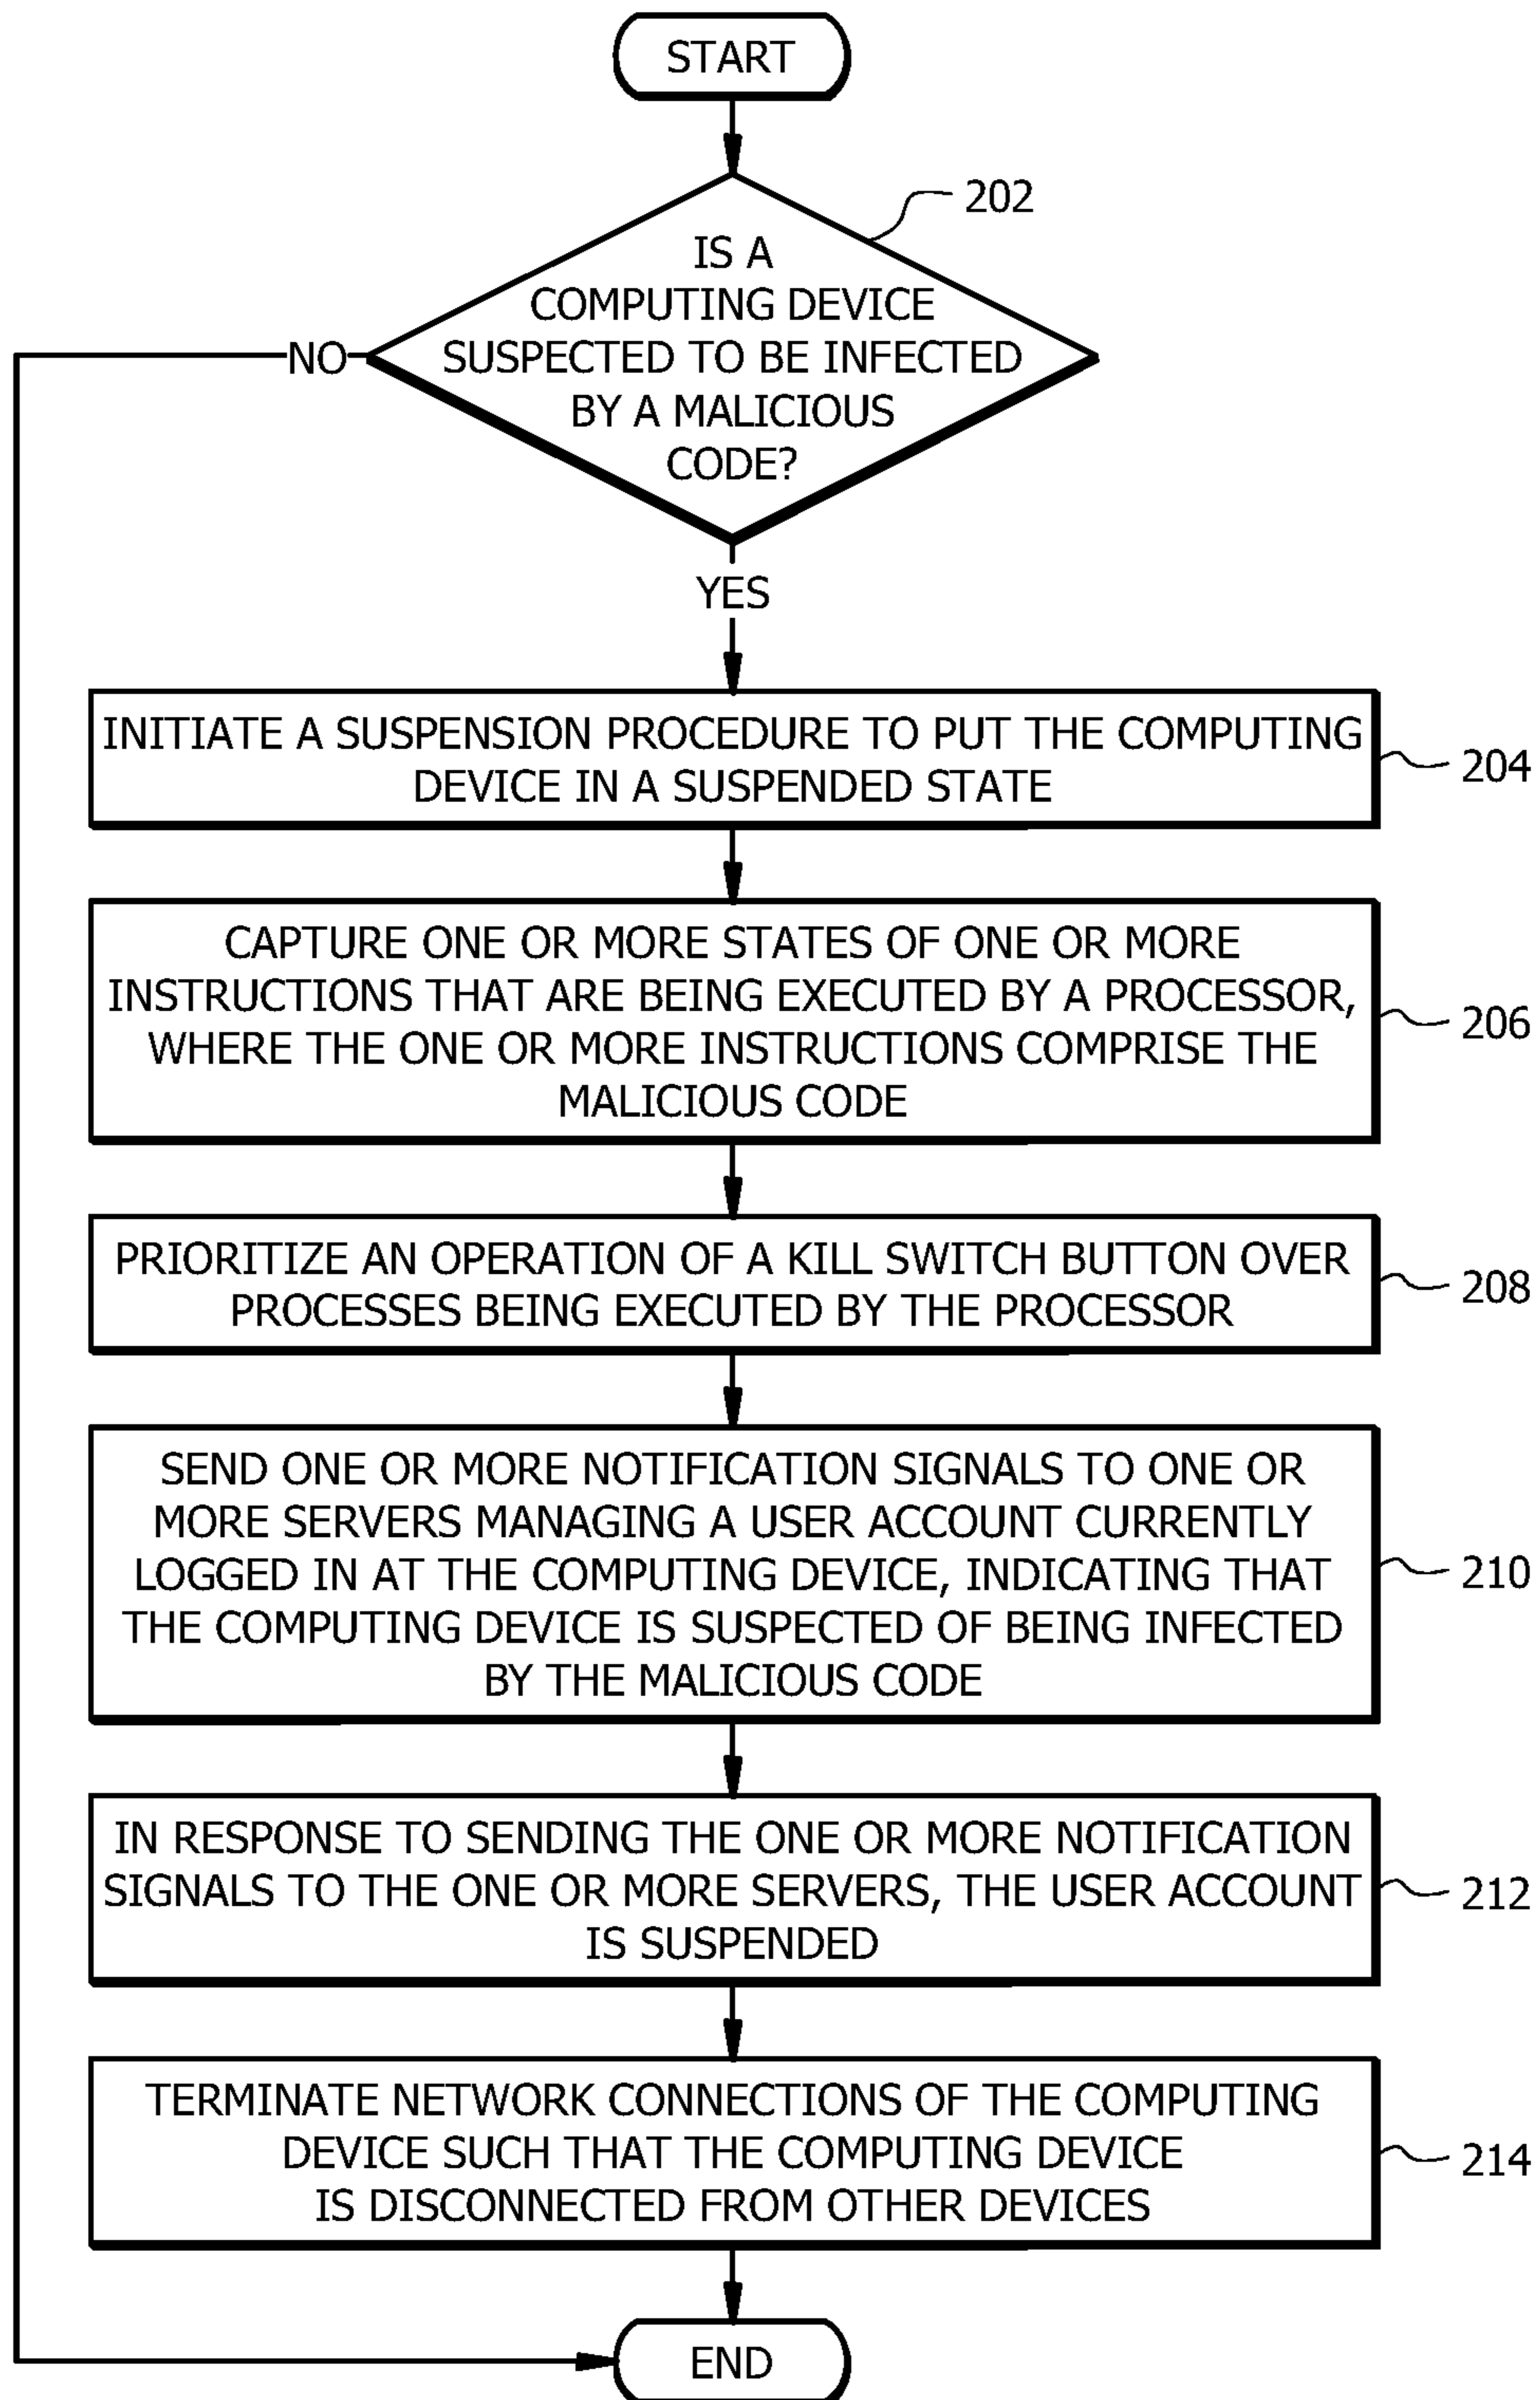 START
202
IS A
COMPUTING DEVICE
SUSPECTED TO BE INFECTED
BY A MALICIOUS
CODE?
NO
YES
INITIATE A SUSPENSION PROCEDURE TO PUT THE COMPUTING
DEVICE IN A SUSPENDED STATE
204
CAPTURE ONE OR MORE STATES OF ONE OR MORE
INSTRUCTIONS THAT ARE BEING EXECUTED BY A PROCESSOR,
WHERE THE ONE OR MORE INSTRUCTIONS COMPRISE THE
MALICIOUS CODE
206
PRIORITIZE AN OPERATION OF A KILL SWITCH BUTTON OVER
PROCESSES BEING EXECUTED BY THE PROCESSOR
208
SEND ONE OR MORE NOTIFICATION SIGNALS TO ONE OR
MORE SERVERS MANAGING A USER ACCOUNT CURRENTLY
LOGGED IN AT THE COMPUTING DEVICE, INDICATING THAT
THE COMPUTING DEVICE IS SUSPECTED OF BEING INFECTED
BY THE MALICIOUS CODE
210
IN RESPONSE TO SENDING THE ONE OR MORE NOTIFICATION
SIGNALS TO THE ONE OR MORE SERVERS, THE USER ACCOUNT
IS SUSPENDED
212
TERMINATE NETWORK CONNECTIONS OF THE COMPUTING
DEVICE SUCH THAT THE COMPUTING DEVICE
IS DISCONNECTED FROM OTHER DEVICES
214
END